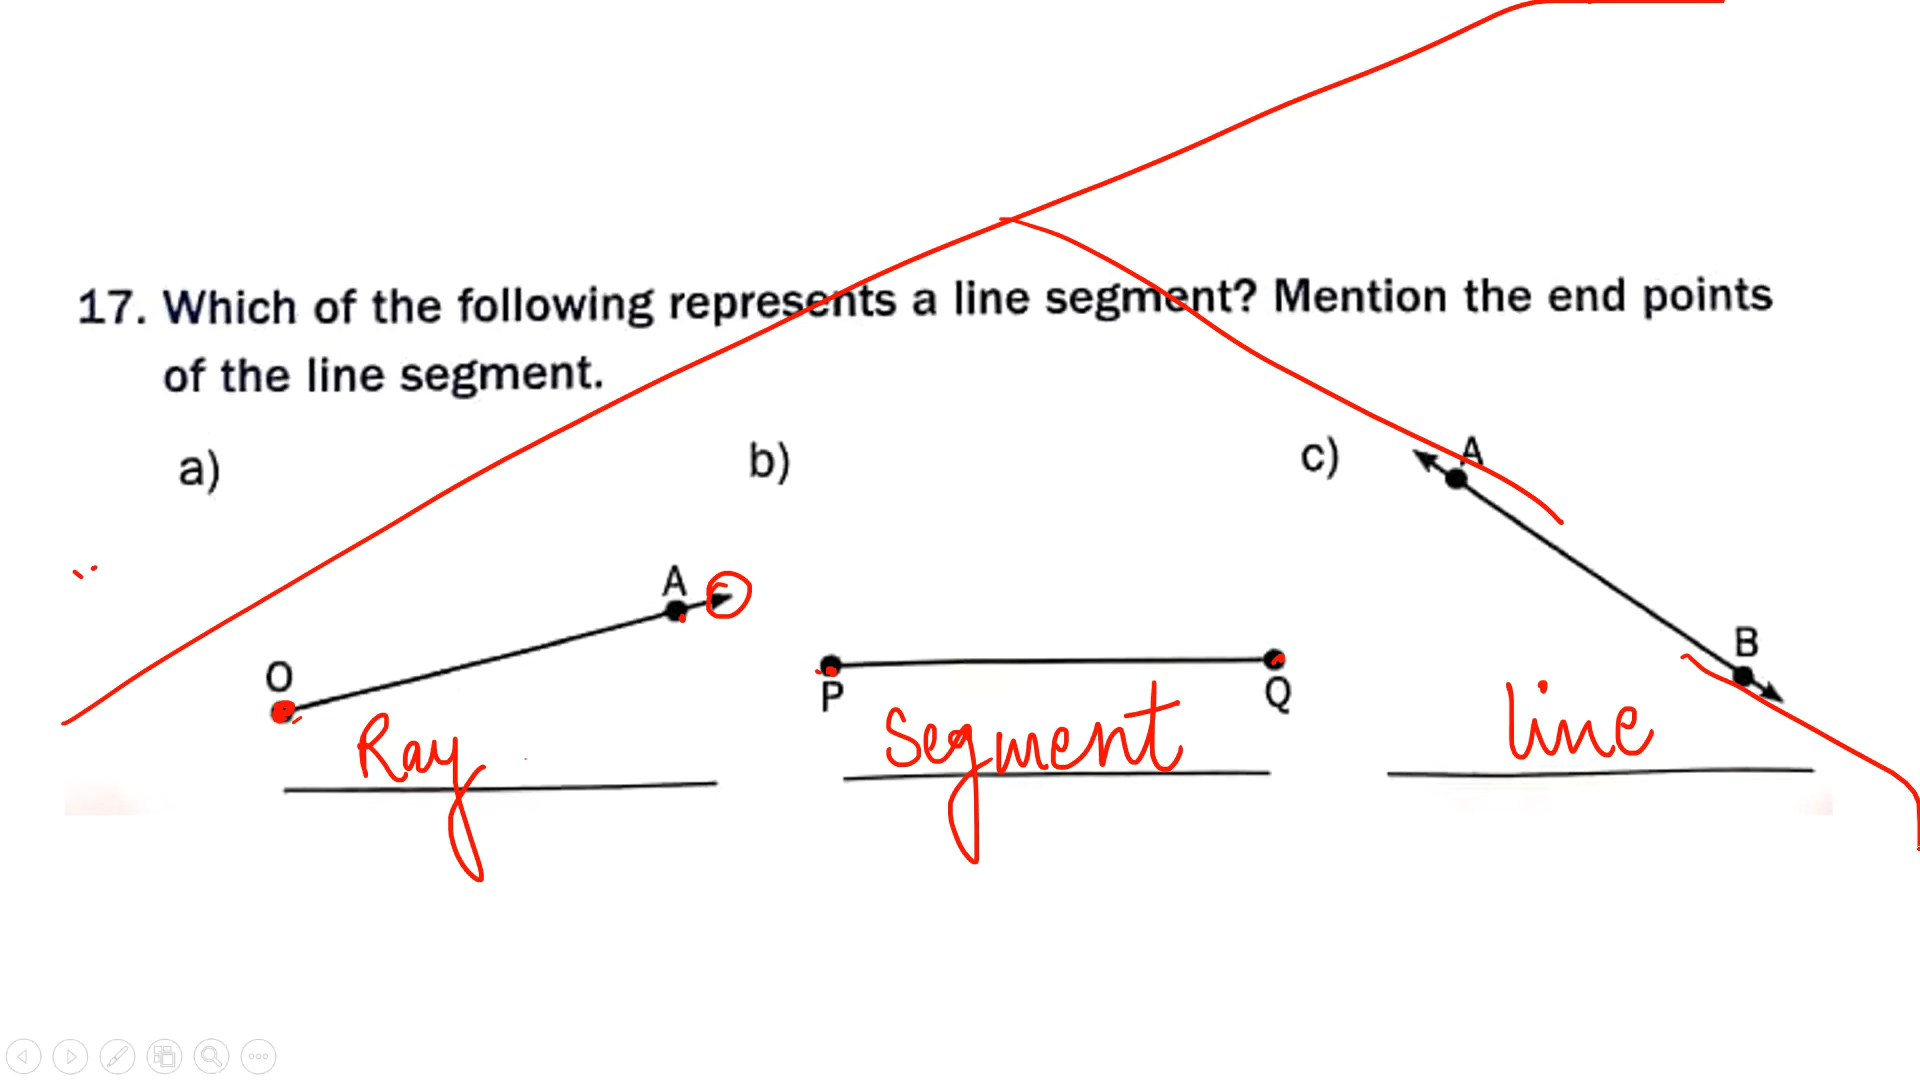 17. Which of the following represents a line segment? Mention the end points
of the line segment.
a) b) c)
A
A
B
O
P Q
Ray segment line